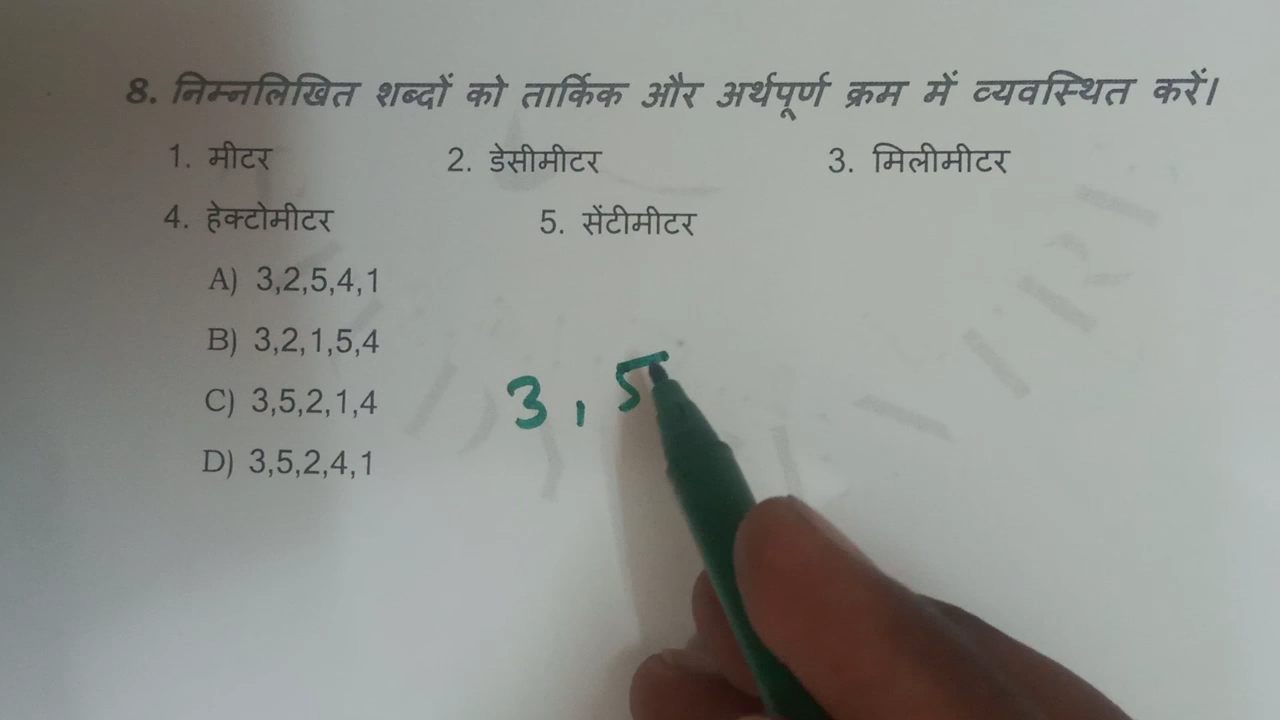 8. निम्नलिखित शब्दों को तार्किक और अर्थपूर्ण क्रम में व्यवस्थित करें।
1. मीटर 2. डेसीमीटर 3. मिलीमीटर
4. हेक्टोमीटर 5. सेंटीमीटर
A) 3,2,5,4,1
B) 3,2,1,5,4
C) 3,5,2,1,4
D) 3,5,2,4,1
3, 5